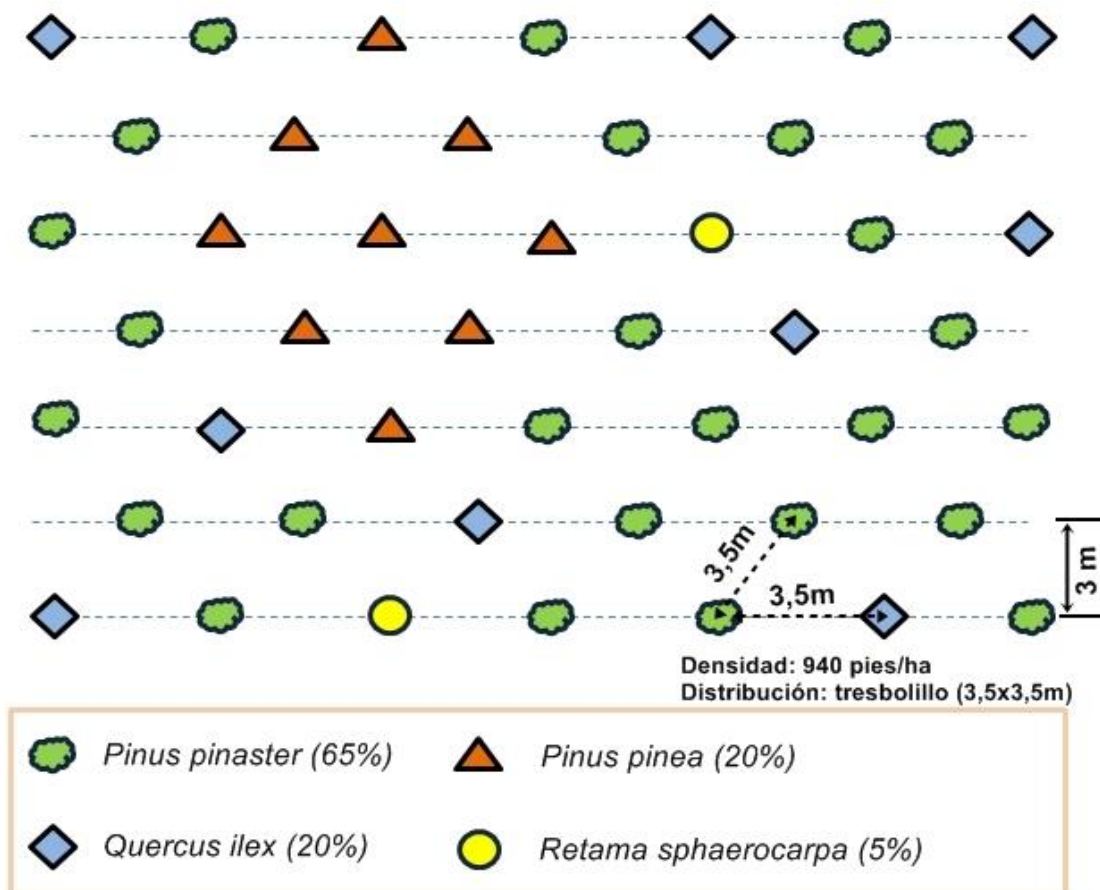 3,5m
3,5m
3 m
Densidad: 940 pies/ha
Distribución: tresbolillo (3,5x3,5m)
Pinus pinaster (65%)
Pinus pinea (20%)
Quercus ilex (20%)
Retama sphaerocarpa (5%)